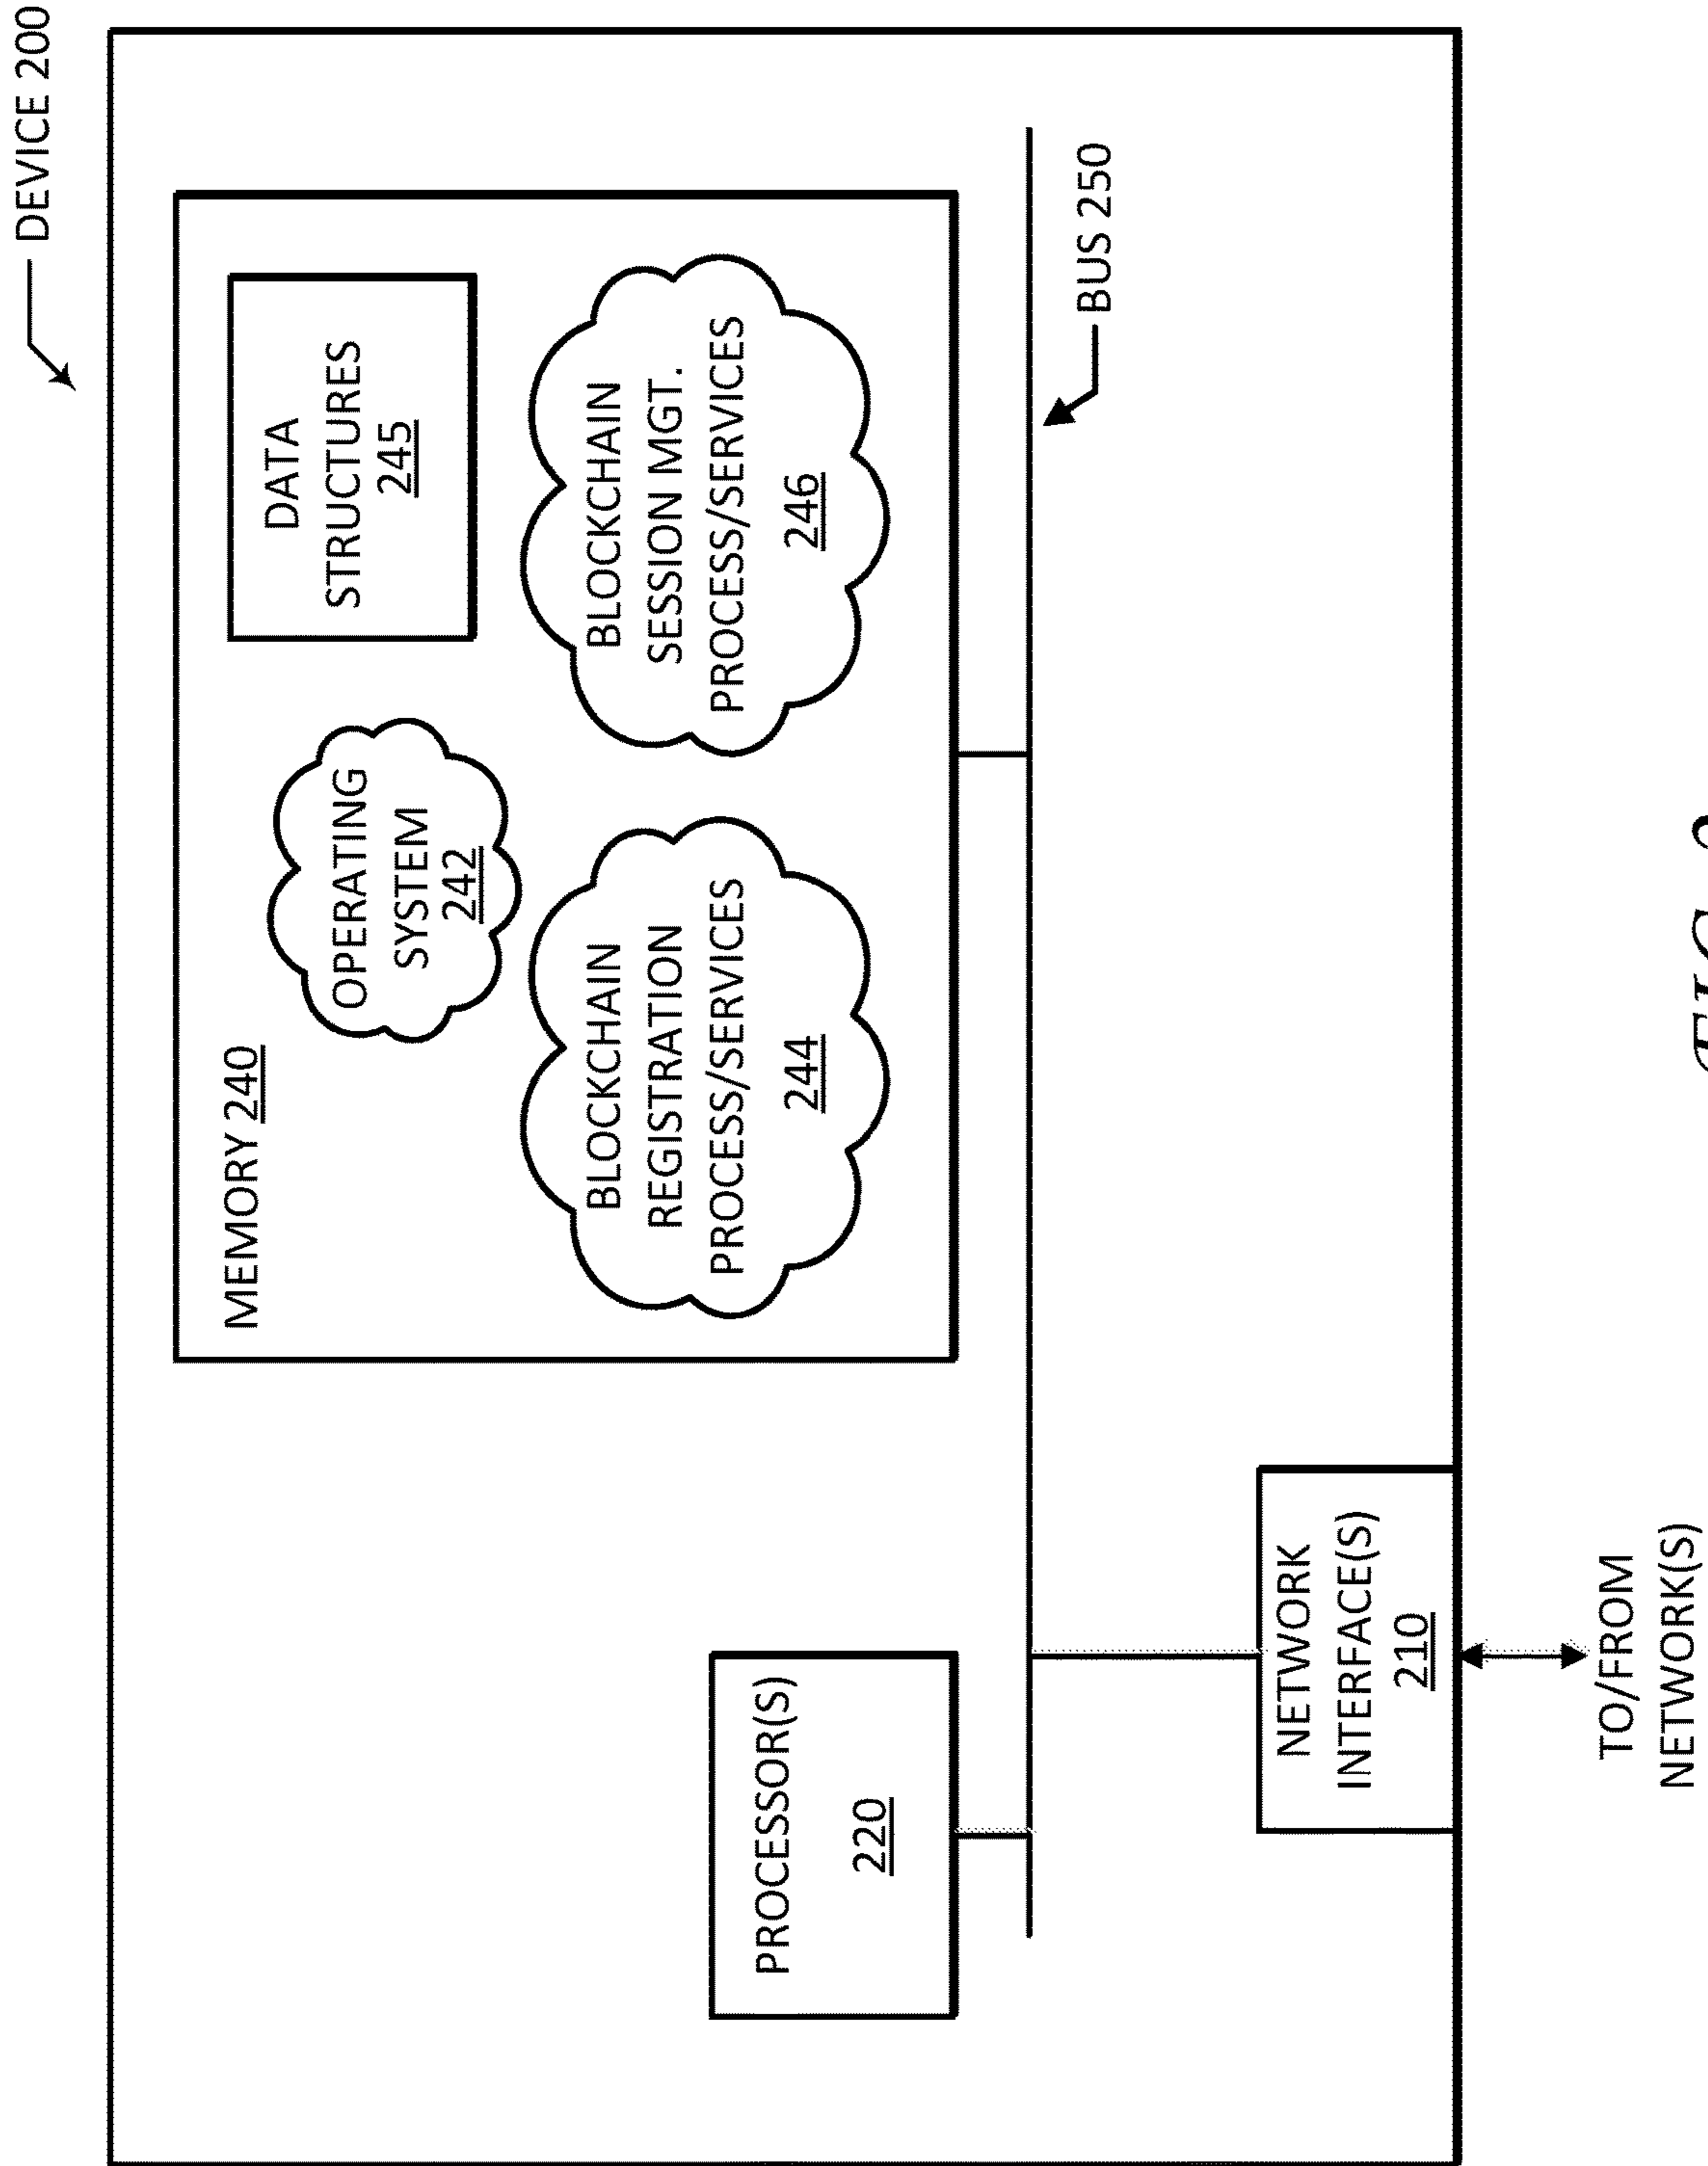 DEVICE 200
MEMORY 240
OPERATING
SYSTEM
242
DATA
STRUCTURES
245
BLOCKCHAIN
REGISTRATION
PROCESS/SERVICES
244
BLOCKCHAIN
SESSION MGT.
PROCESS/SERVICES
246
PROCESSOR(S)
220
BUS 250
NETWORK
INTERFACE(S)
210
TO/FROM
NETWORK(S)